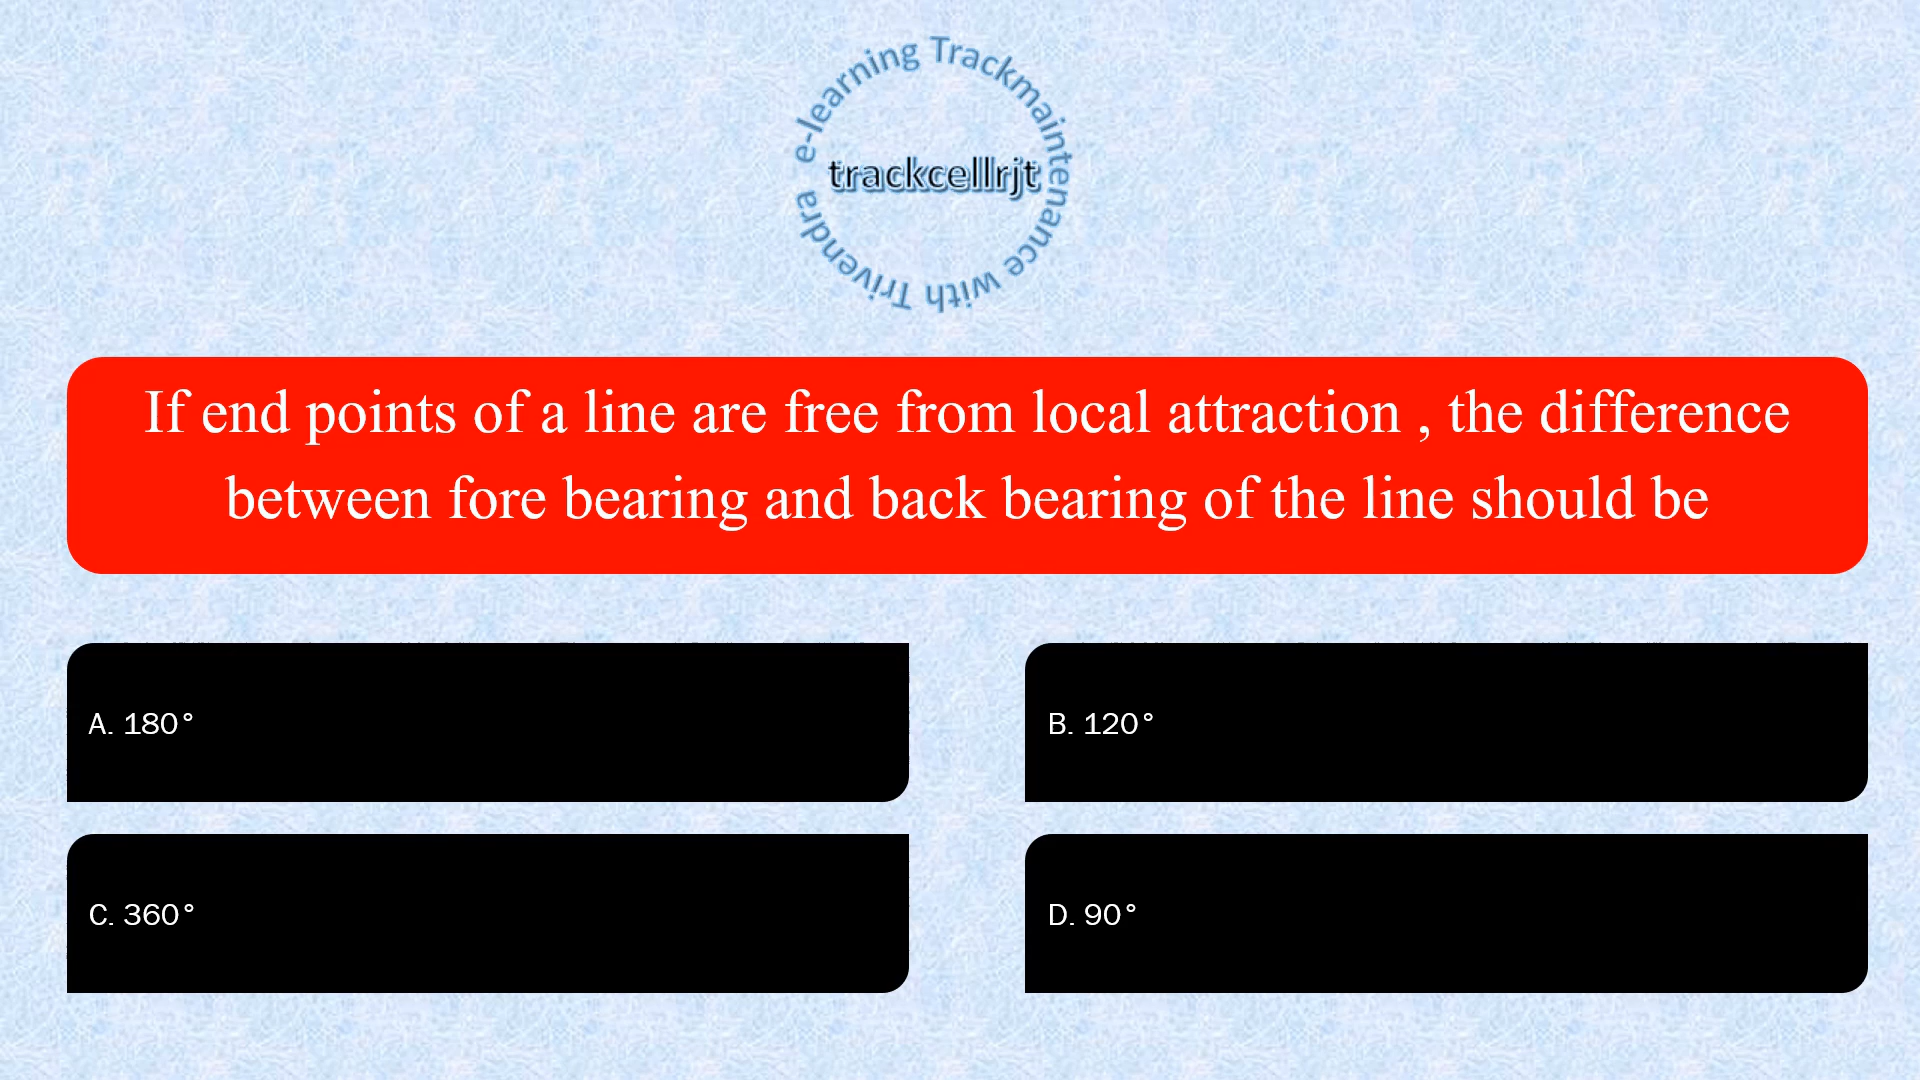 e-learning Trackmaintenance with Trivendra
trackcellrjt
If end points of a line are free from local attraction , the difference
between fore bearing and back bearing of the line should be
A. 180°
B. 120°
C. 360°
D. 90°